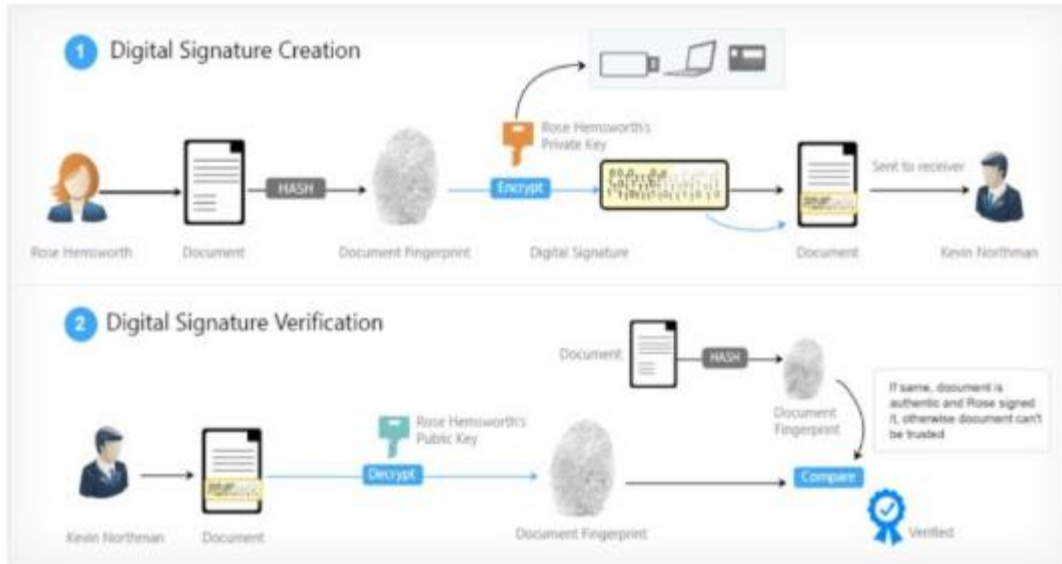 1 Digital Signature Creation
Rose Hemsworth's
Private Key
HASH
Encrypt
Sent to receiver
Rose Hemsworth
Document
Document Fingerprint
Digital Signature
Document
Kevin Northman
2 Digital Signature Verification
Document
HASH
Document
Fingerprint
If same, document is
authentic and Rose signed
it, otherwise document can't
be trusted
Rose Hemsworth's
Public Key
Decrypt
Compare
Kevin Northman
Document
Document Fingerprint
Verified